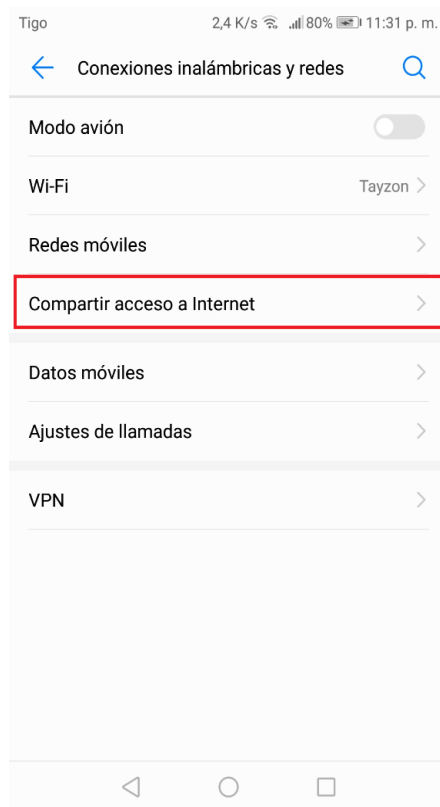 Tigo 2,4 K/s 80% 11:31 p. m.
Conexiones inalámbricas y redes
Modo avión
Wi-Fi Tayzon
Redes móviles
Compartir acceso a Internet
Datos móviles
Ajustes de llamadas
VPN